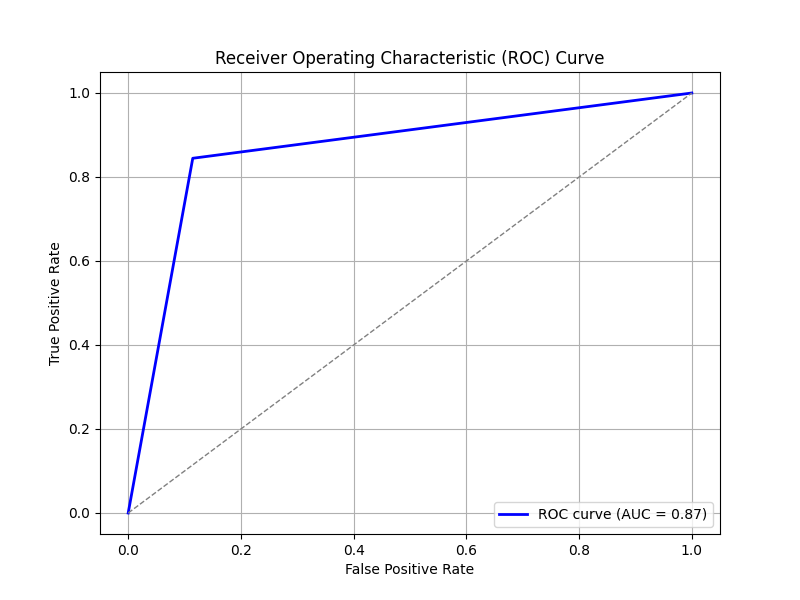 Receiver Operating Characteristic (ROC) Curve
1.0
0.8
0.6
0.4
0.2
0.0
True Positive Rate
ROC curve (AUC = 0.87)
0.0 0.2 0.4 0.6 0.8 1.0
False Positive Rate